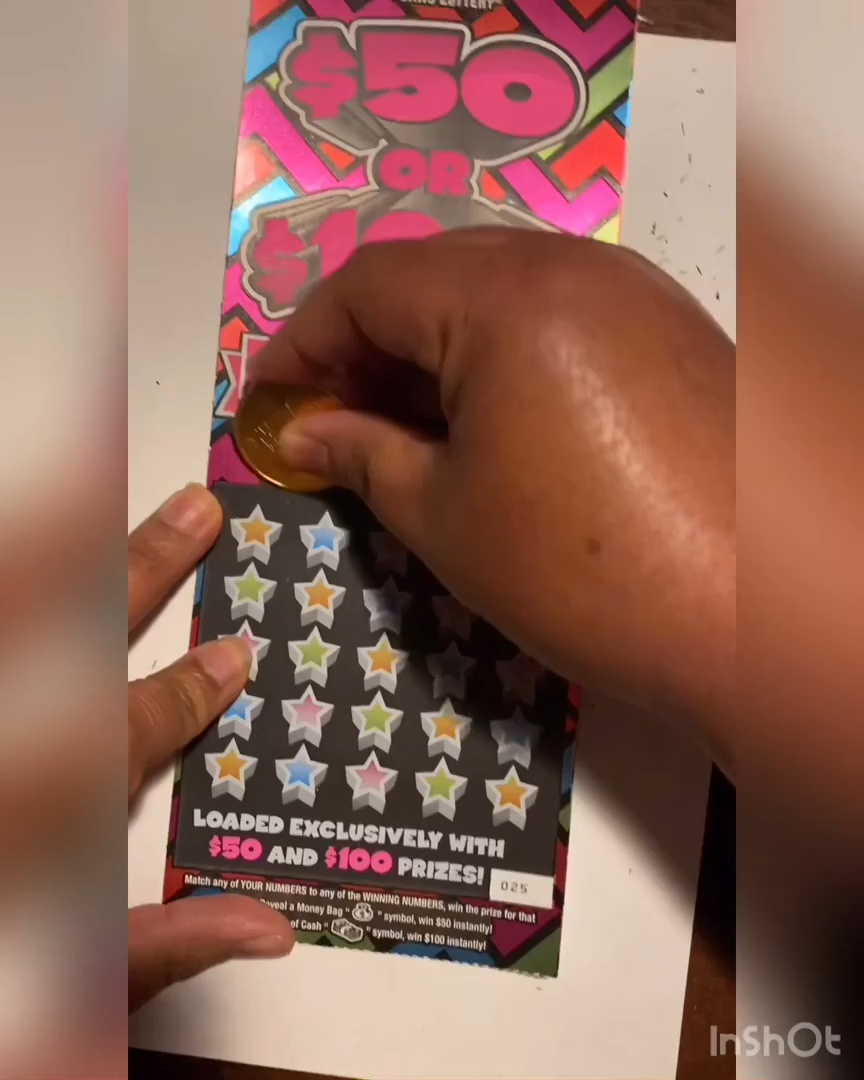 LOTTERY
$50
OR
LOADED EXCLUSIVELY WITH
$50 AND $100 PRIZES!
025
Match any of YOUR NUMBERS to any of the WINNING NUMBERS, win the prize for that
a Money Bag " " symbol, win $50 instantly!
of Cash " " symbol, win $100 instantly!
InShOt